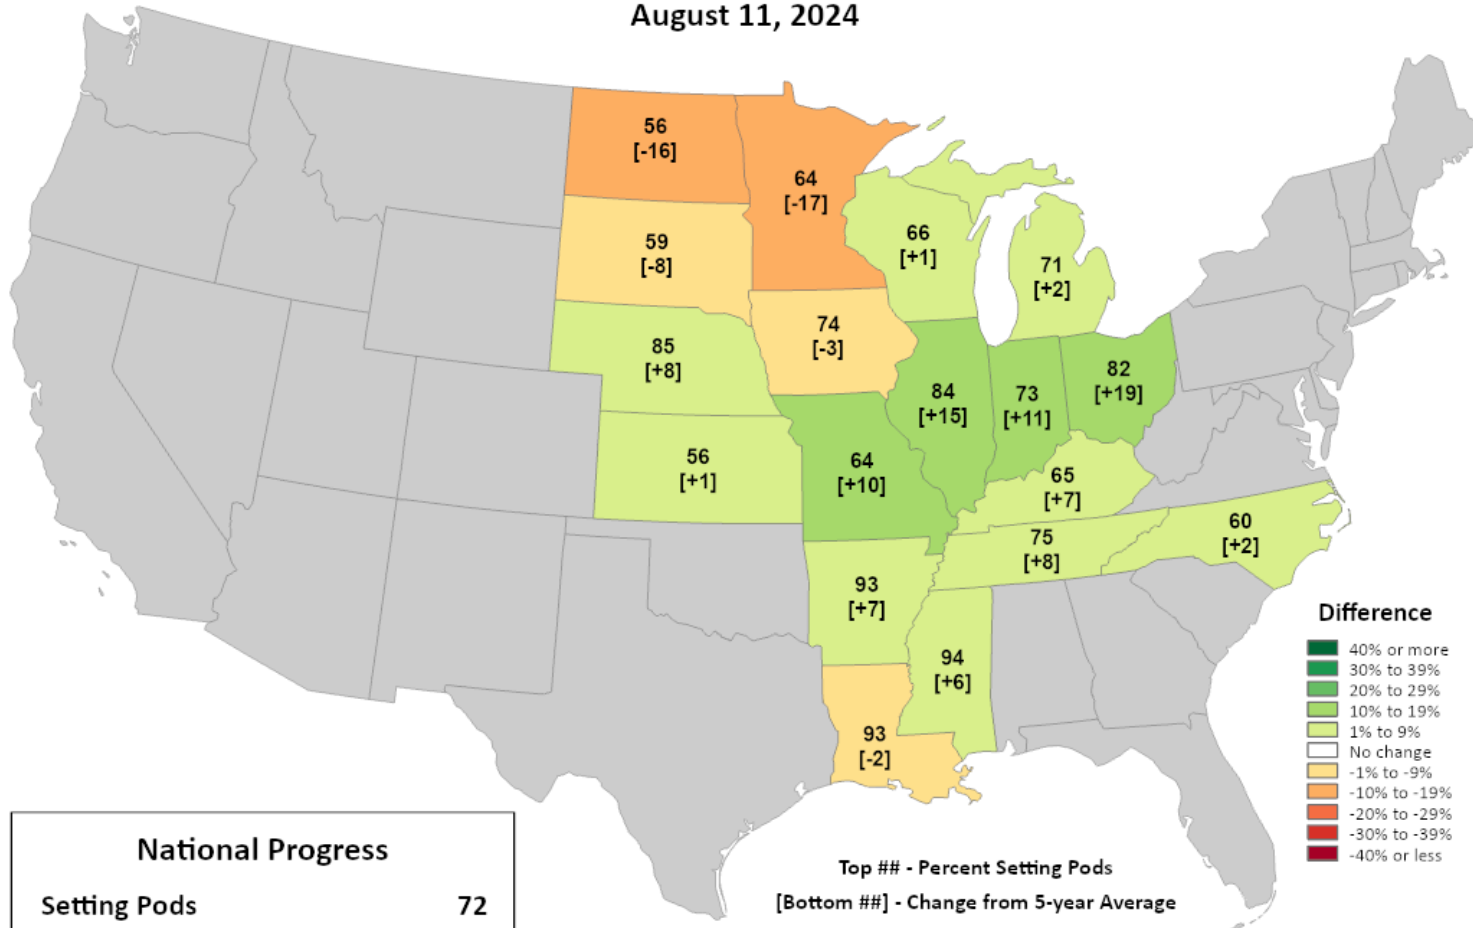 August 11, 2024
56
[-16]
64
[-17]
59
[-8]
66
[+1]
71
[+2]
74
[-3]
85
[+8]
84
[+15]
73
[+11]
82
[+19]
56
[+1]
64
[+10]
65
[+7]
75
[+8]
60
[+2]
93
[+7]
94
[+6]
93
[-2]
Difference
40% or more
30% to 39%
20% to 29%
10% to 19%
1% to 9%
No change
-1% to -9%
-10% to -19%
-20% to -29%
-30% to -39%
-40% or less
National Progress
Setting Pods 72
Top ## - Percent Setting Pods
[Bottom ##] - Change from 5-year Average